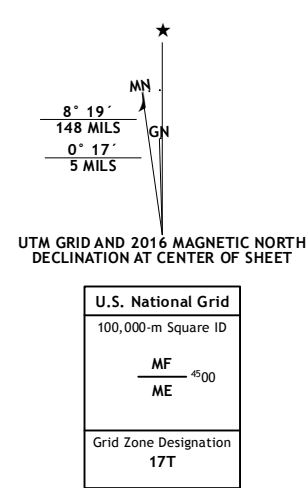 MN
8° 19´
148 MILS
GN
0° 17´
5 MILS
UTM GRID AND 2016 MAGNETIC NORTH
DECLINATION AT CENTER OF SHEET
U.S. National Grid
100,000-m Square ID
MF
4500
ME
Grid Zone Designation
17T